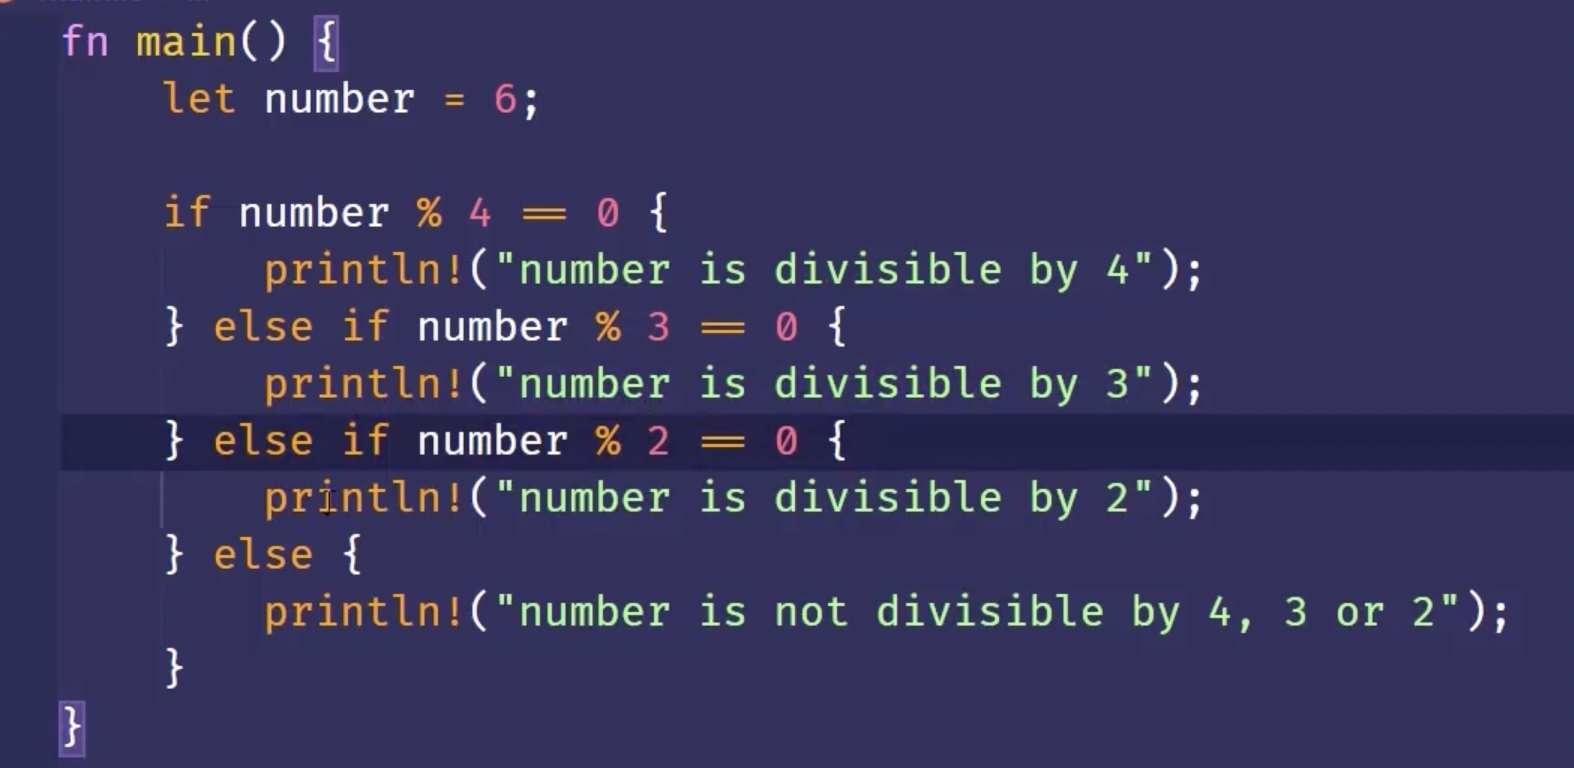 fn main() {
    let number = 6;

    if number % 4 == 0 {
        println!("number is divisible by 4");
    } else if number % 3 == 0 {
        println!("number is divisible by 3");
    } else if number % 2 == 0 {
        println!("number is divisible by 2");
    } else {
        println!("number is not divisible by 4, 3 or 2");
    }
}